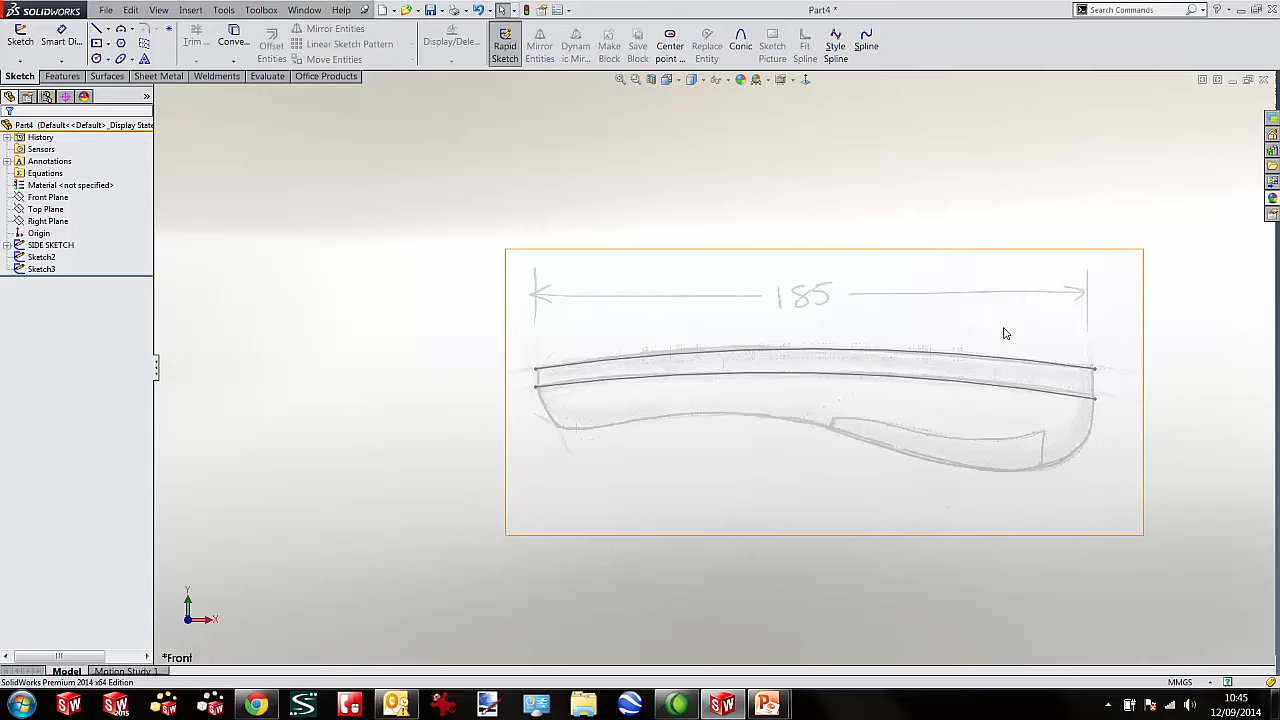 SOLIDWORKS
File Edit View Insert Tools Toolbox Window Help
Part4 *
Search Commands
Sketch Smart Di...
Trim ...
Conve...
Offset Entities
Mirror Entities
Linear Sketch Pattern
Move Entities
Display/Dele...
Rapid Sketch
Mirror Entities
Dynam ic Mir...
Make Block
Save Block
Center point ...
Replace Entity
Conic
Sketch Picture
Fit Spline
Style Spline
Spline
Sketch Features Surfaces Sheet Metal Weldments Evaluate Office Products
Part4 (Default<<Default>_Display State
History
Sensors
Annotations
Equations
Material <not specified>
Front Plane
Top Plane
Right Plane
Origin
SIDE SKETCH
Sketch2
Sketch3
185
Y
X
*Front
Model Motion Study 1
SolidWorks Premium 2014 x64 Edition
MMGS
10:45
12/09/2014